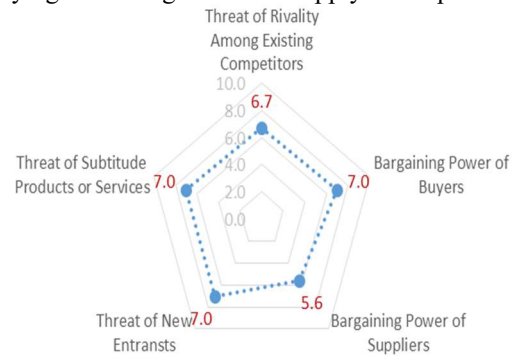 Threat of Rivality
Among Existing
Competitors
10.0
8.0
6.7
6.0
4.0
2.0
0.0
Threat of Subtitude
Products or Services
7.0
7.0
Bargaining Power of
Buyers
Threat of New
Entransts
7.0
5.6
Bargaining Power of
Suppliers